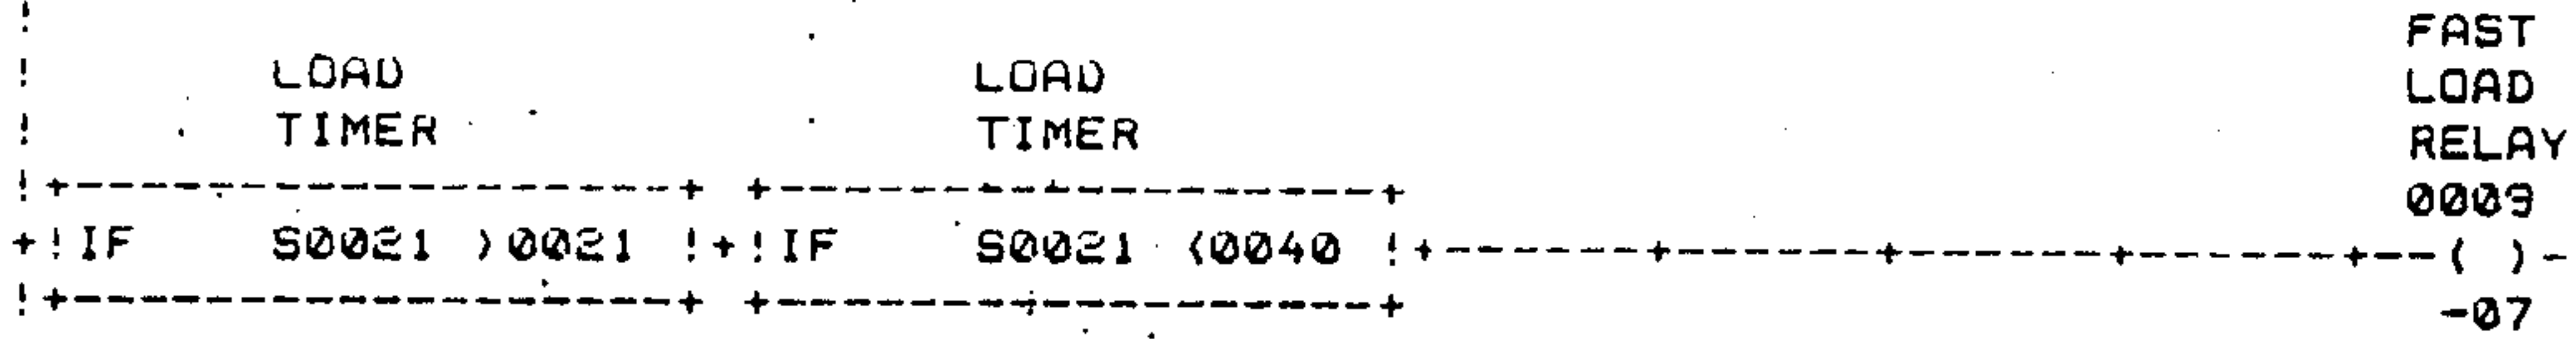 FAST
LOAD LOAD LOAD
TIMER TIMER RELAY
0009
+!IF S0021 >0021 !+!IF S0021 <0040 !+-------+-------+-------+-------+--( )-
-07